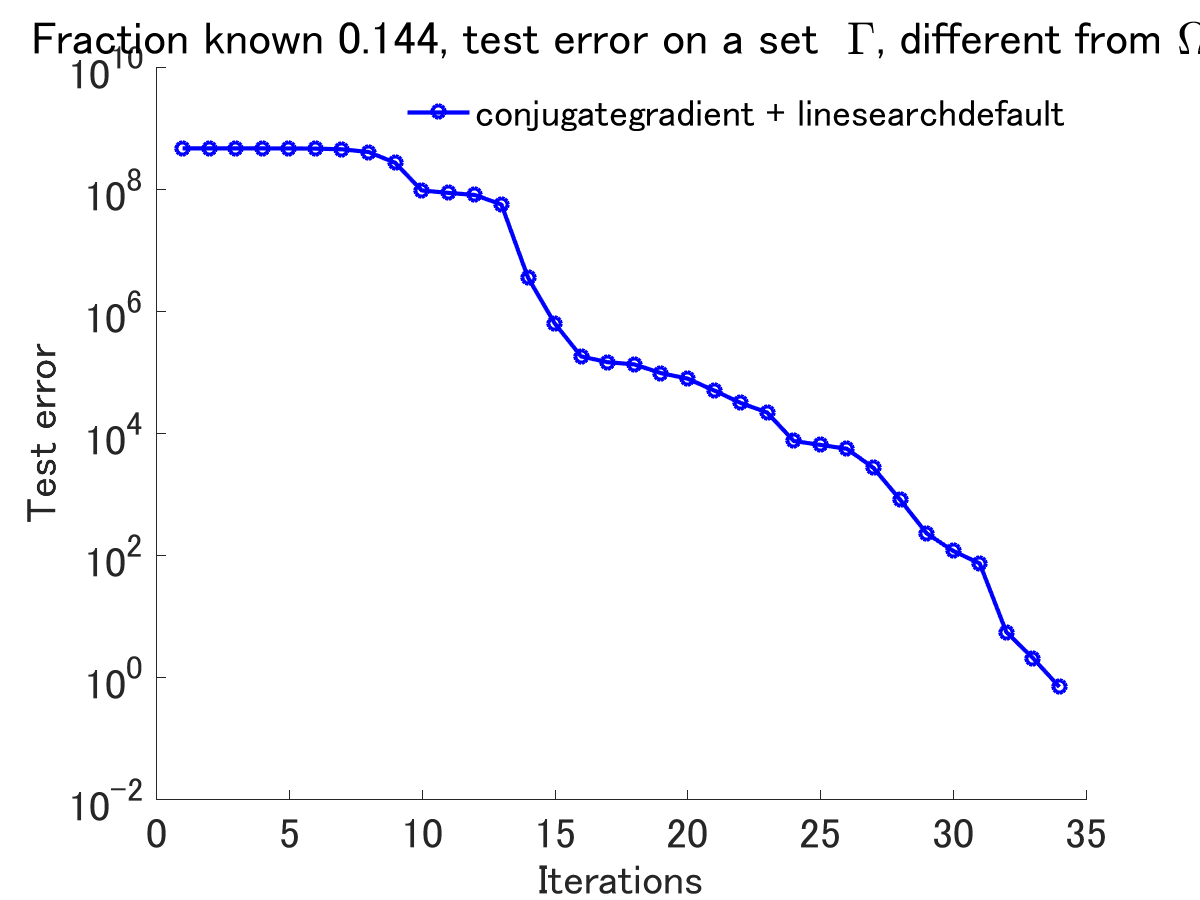 Fraction known 0.144, test error on a set Γ, different from Ω
10^10
conjugategradient + linesearchdefault
10^8
10^6
10^4
10^2
10^0
10^-2
Test error
0 5 10 15 20 25 30 35
Iterations